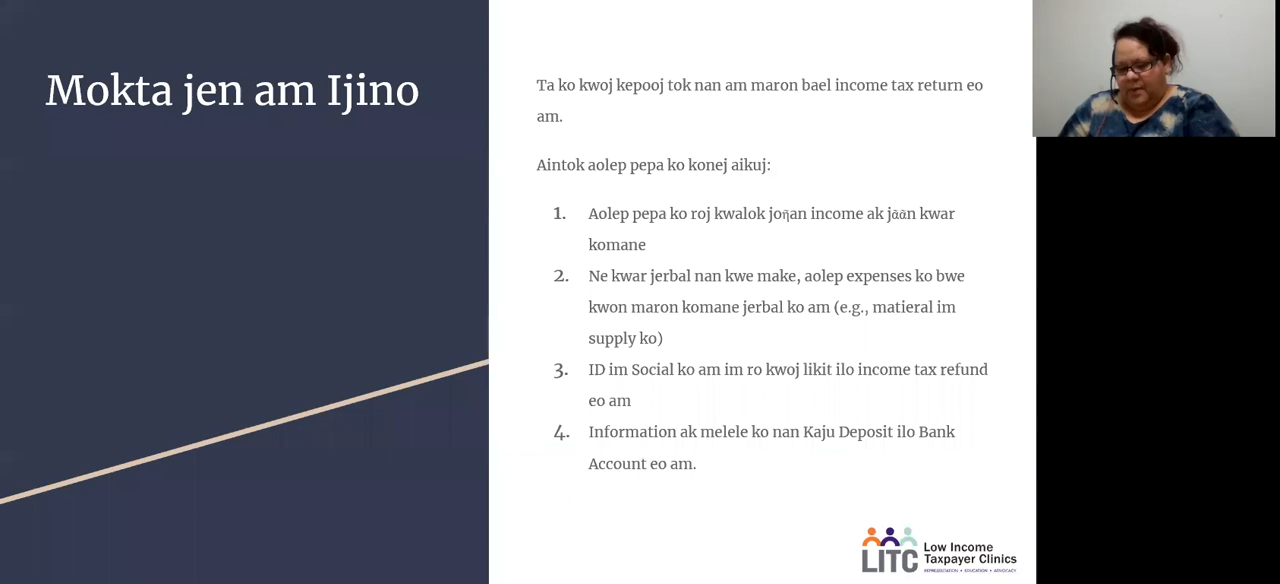 Mokta jen am Ijino
Ta ko kwoj kepooj tok nan am maron bael income tax return eo
am.
Aintok aolep pepa ko konej aikuj:
1. Aolep pepa ko roj kwalok joƞ̃an income ak jããn kwar
komane
2. Ne kwar jerbal nan kwe make, aolep expenses ko bwe
kwon maron komane jerbal ko am (e.g., matieral im
supply ko)
3. ID im Social ko am im ro kwoj likit ilo income tax refund
eo am
4. Information ak melele ko nan Kaju Deposit ilo Bank
Account eo am.
LITC Low Income
Taxpayer Clinics
REPRESENTATION • EDUCATION • ADVOCACY